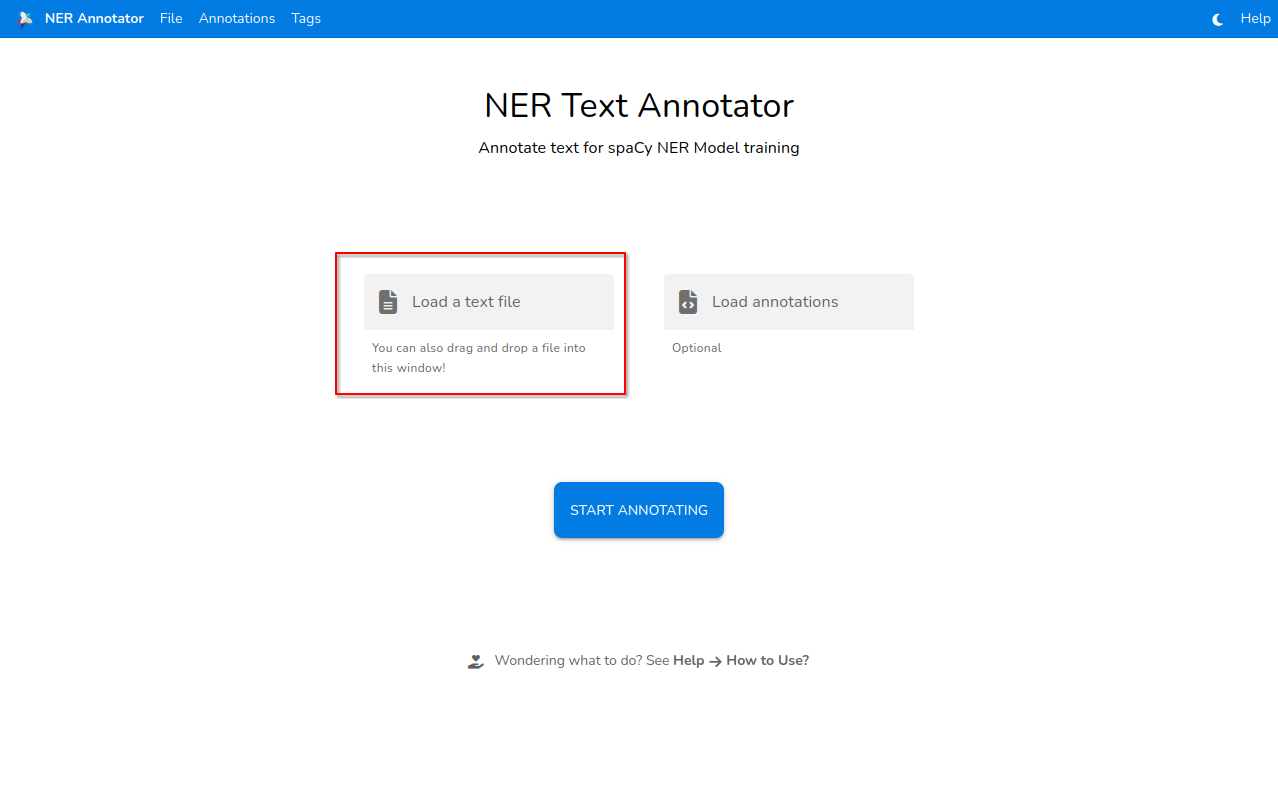 NER Annotator File Annotations Tags Help
NER Text Annotator
Annotate text for spaCy NER Model training
Load a text file
You can also drag and drop a file into
this window!
Load annotations
Optional
START ANNOTATING
Wondering what to do? See Help → How to Use?